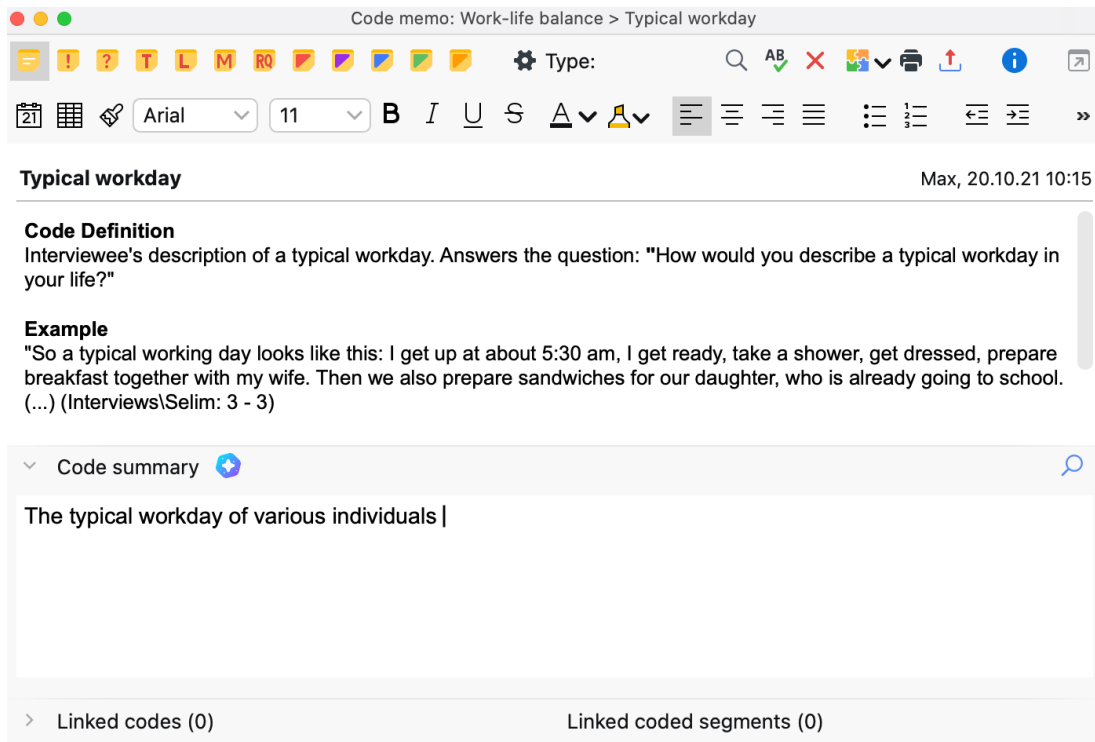 Code memo: Work-life balance > Typical workday
! ? T L M RQ Type: AB
21 Arial 11 B I U S A »
Typical workday Max, 20.10.21 10:15
Code Definition
Interviewee's description of a typical workday. Answers the question: "How would you describe a typical workday in
your life?"
Example
"So a typical working day looks like this: I get up at about 5:30 am, I get ready, take a shower, get dressed, prepare
breakfast together with my wife. Then we also prepare sandwiches for our daughter, who is already going to school.
(...) (Interviews\Selim: 3 - 3)
Code summary
The typical workday of various individuals
Linked codes (0) Linked coded segments (0)